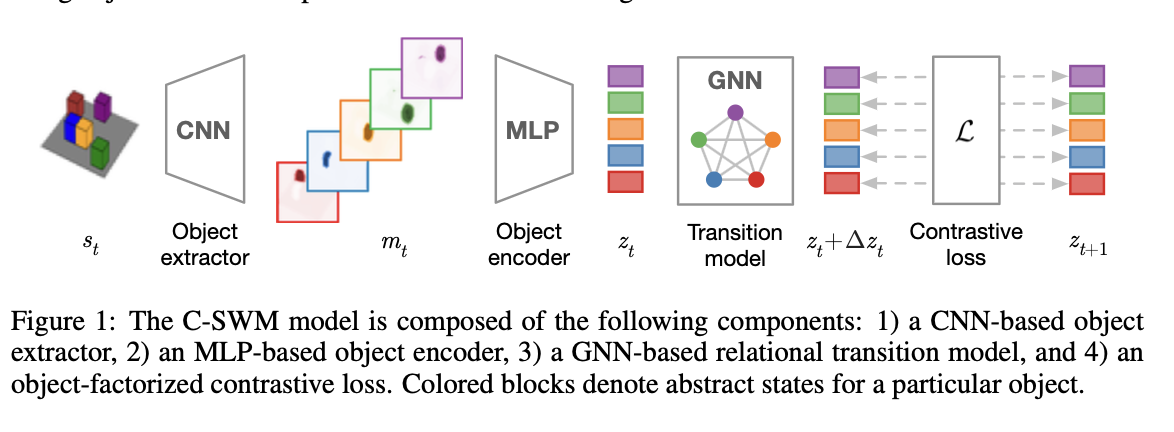 CNN
MLP
GNN
ℒ
s_t
Object
extractor
m_t
Object
encoder
z_t
Transition
model
z_t+Δz_t
Contrastive
loss
z_{t+1}
Figure 1: The C-SWM model is composed of the following components: 1) a CNN-based object
extractor, 2) an MLP-based object encoder, 3) a GNN-based relational transition model, and 4) an
object-factorized contrastive loss. Colored blocks denote abstract states for a particular object.